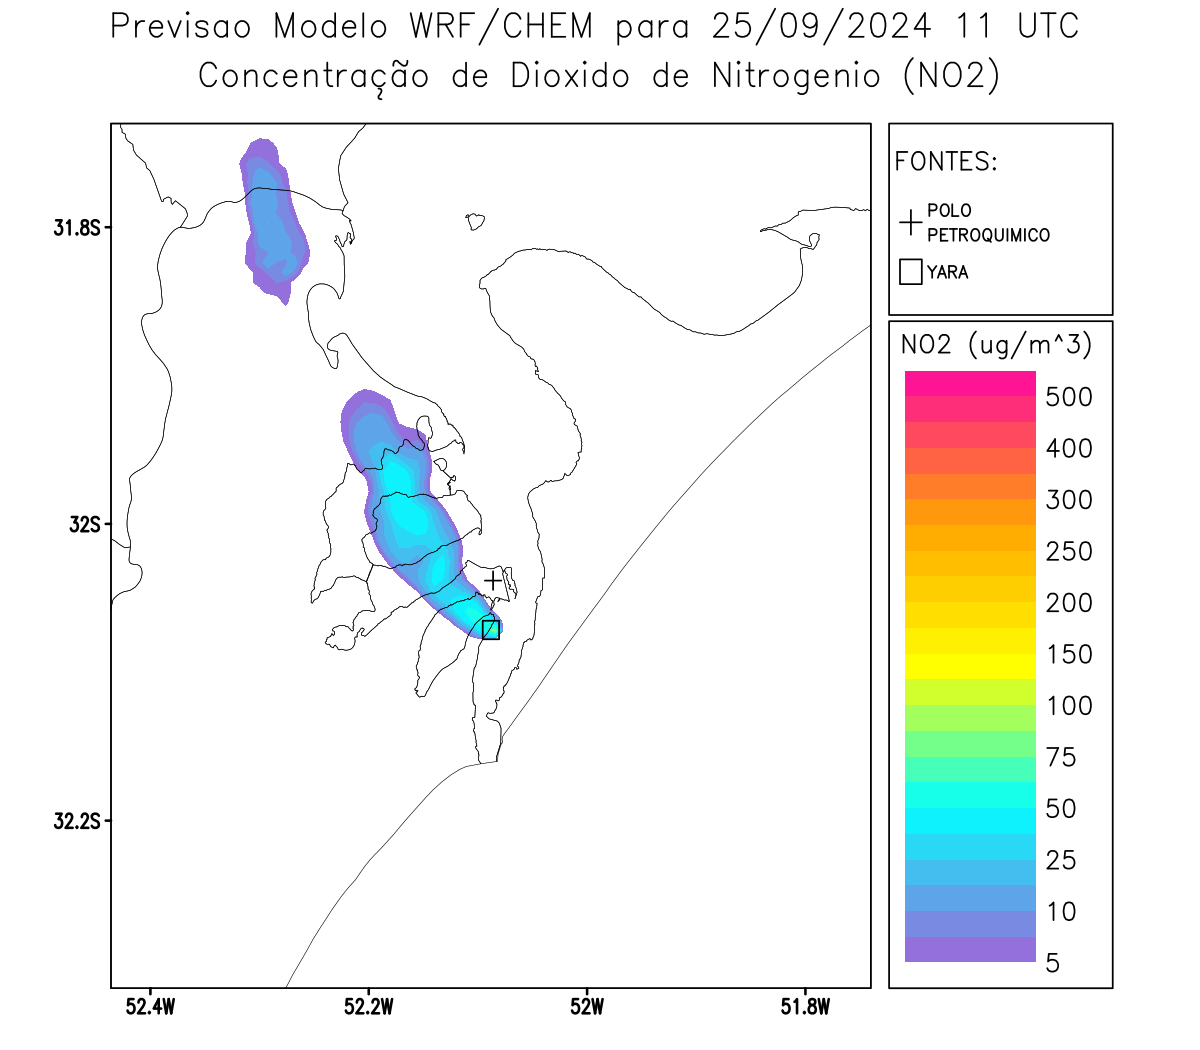 Previsao Modelo WRF/CHEM para 25/09/2024 11 UTC
Concentração de Dioxido de Nitrogenio (NO2)
FONTES:
POLO
PETROQUIMICO
YARA
31.8S
32S
32.2S
52.4W
52.2W
52W
51.8W
NO2 (ug/m^3)
500
400
300
250
200
150
100
75
50
25
10
5